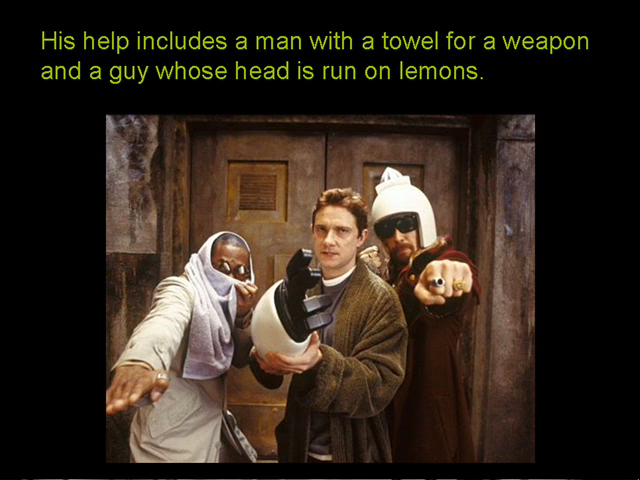 His help includes a man with a towel for a weapon
and a guy whose head is run on lemons.